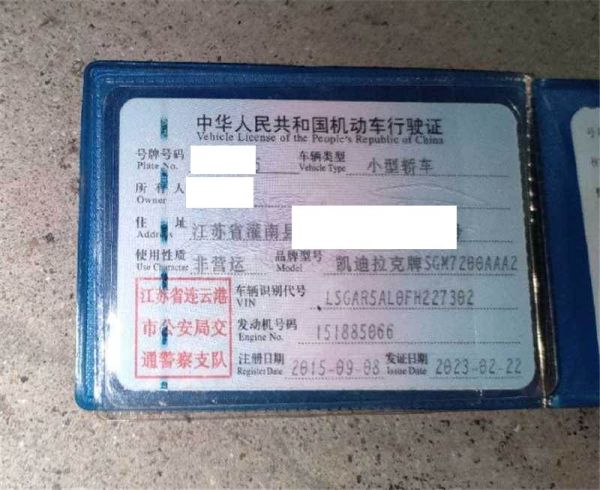 中华人民共和国机动车行驶证
Vehicle License of the People's Republic of China
号牌号码 Plate No. 车辆类型 Vehicle Type 小型轿车
所有人 Owner
住址 Address 江苏省灌南县
使用性质 Use Character 非营运 品牌型号 Model 凯迪拉克牌SGM7200AAA2
江苏省连云港市公安局交通警察支队
车辆识别代号 VIN LSGAR5AL0FH227302
发动机号码 Engine No. 151885066
注册日期 Register Date 2015-09-08 发证日期 Issue Date 2023-02-22